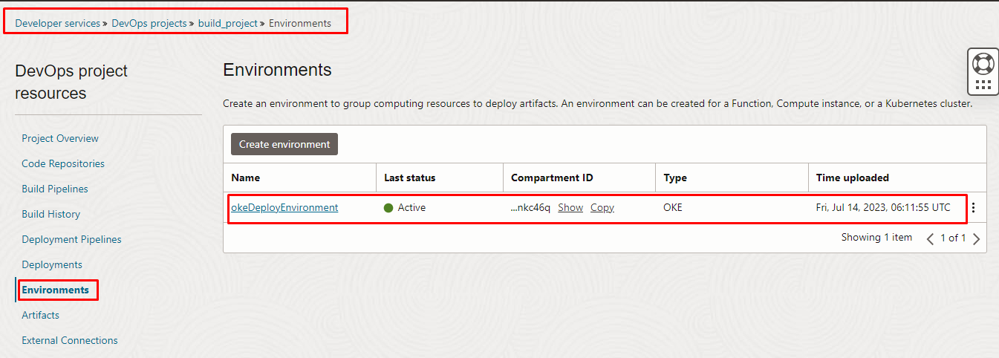 Developer services » DevOps projects » build_project » Environments
DevOps project
resources
Project Overview
Code Repositories
Build Pipelines
Build History
Deployment Pipelines
Deployments
Environments
Artifacts
External Connections
Environments
Create an environment to group computing resources to deploy artifacts. An environment can be created for a Function, Compute instance, or a Kubernetes cluster.
Create environment
Name Last status Compartment ID Type Time uploaded
okeDeployEnvironment Active ...nkc46q Show Copy OKE Fri, Jul 14, 2023, 06:11:55 UTC
Showing 1 item 1 of 1